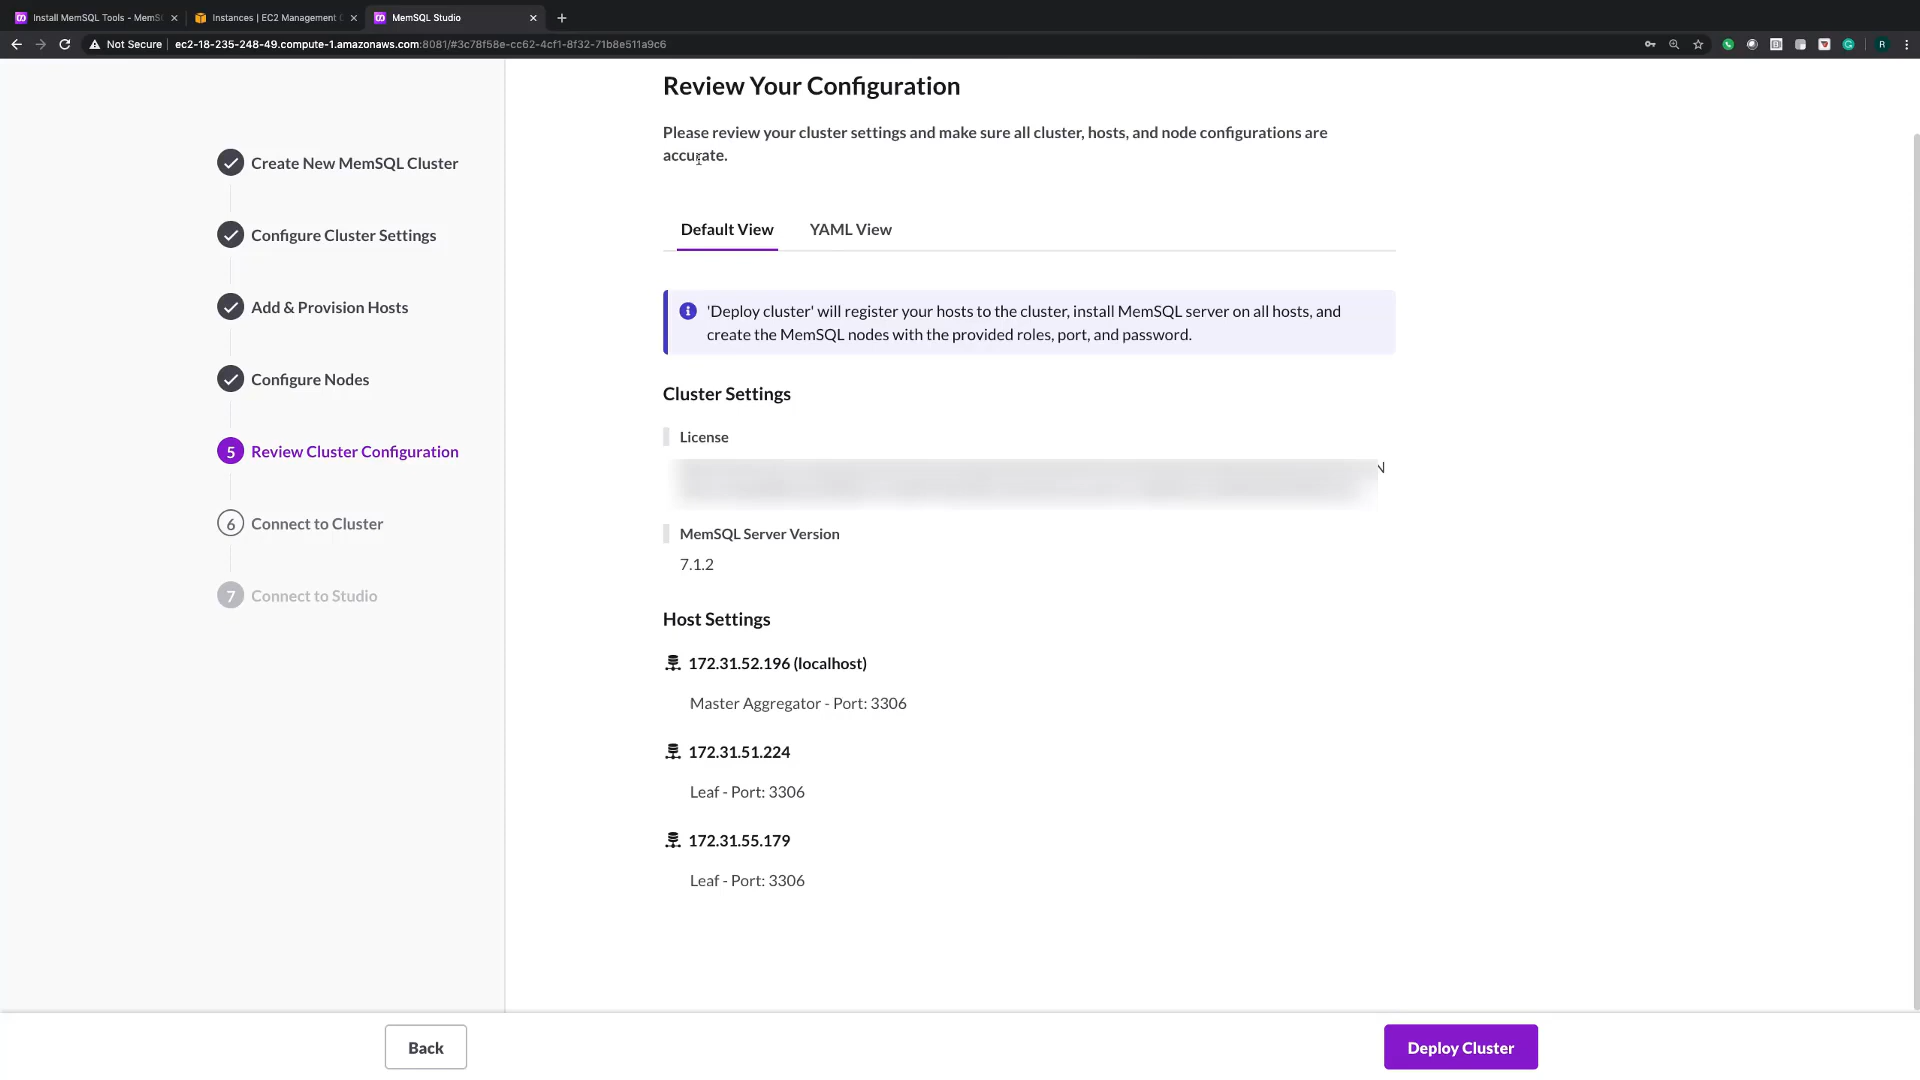 Install MemSQL Tools - MemS
Instances | EC2 Management C
MemSQL Studio
Not Secure
ec2-18-235-248-49.compute-1.amazonaws.com:8081/#3c78f58e-cc62-4cf1-8f32-71b8e511a9c6
R
Create New MemSQL Cluster
Configure Cluster Settings
Add & Provision Hosts
Configure Nodes
5 Review Cluster Configuration
6 Connect to Cluster
7 Connect to Studio
Review Your Configuration
Please review your cluster settings and make sure all cluster, hosts, and node configurations are
accurate.
Default View
YAML View
'Deploy cluster' will register your hosts to the cluster, install MemSQL server on all hosts, and
create the MemSQL nodes with the provided roles, port, and password.
Cluster Settings
License
N
MemSQL Server Version
7.1.2
Host Settings
172.31.52.196 (localhost)
Master Aggregator - Port: 3306
172.31.51.224
Leaf - Port: 3306
172.31.55.179
Leaf - Port: 3306
Back
Deploy Cluster